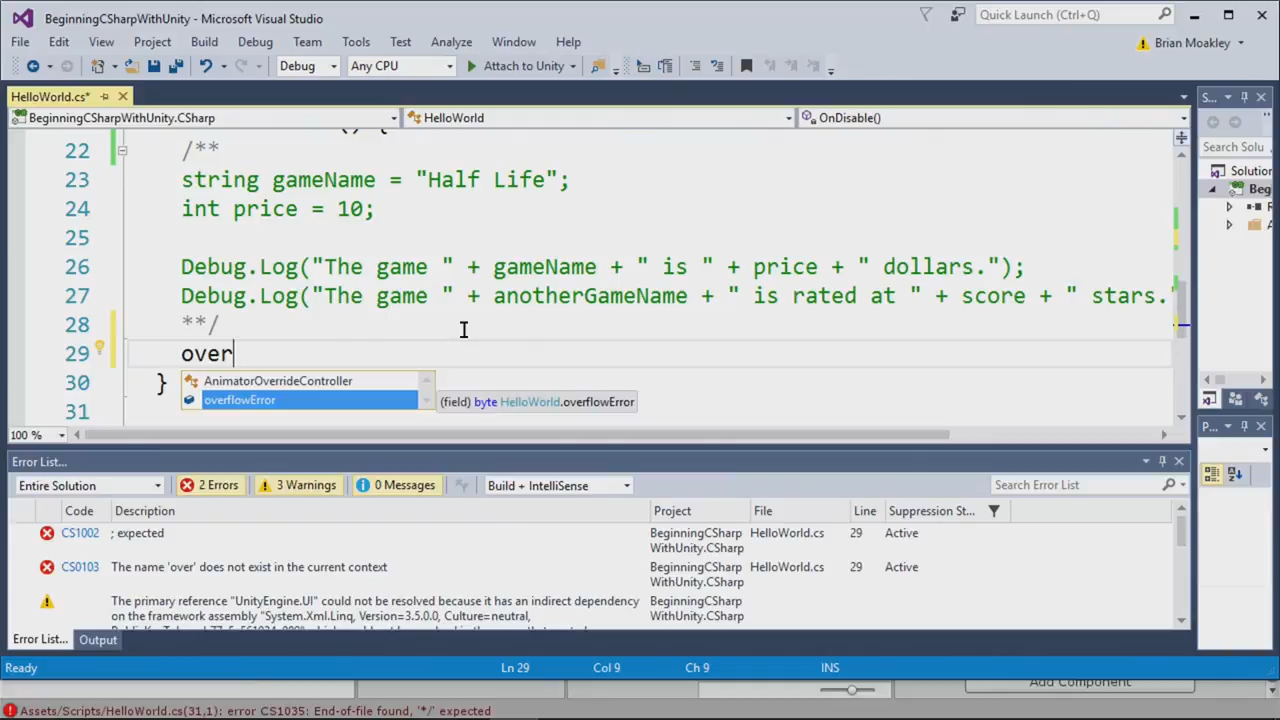 BeginningCSharpWithUnity - Microsoft Visual Studio
Quick Launch (Ctrl+Q)
File Edit View Project Build Debug Team Tools Test Analyze Window Help
Brian Moakley
Debug Any CPU Attach to Unity
HelloWorld.cs*
S...
BeginningCSharpWithUnity.CSharp HelloWorld OnDisable()
() {
22 /**
Search Solu
Solution
Beg
23 string gameName = "Half Life";
24 int price = 10;
25
26 Debug.Log("The game " + gameName + " is " + price + " dollars.");
27 Debug.Log("The game " + anotherGameName + " is rated at " + score + " stars."
28 **/
29 over
30 }
31
AnimatorOverrideController
overflowError
(field) byte HelloWorld.overflowError
100 %
P...
Error List...
Entire Solution 2 Errors 3 Warnings 0 Messages Build + IntelliSense Search Error List
Code Description Project File Line Suppression St...
CS1002 ; expected BeginningCSharp HelloWorld.cs 29 Active
WithUnity.CSharp
CS0103 The name 'over' does not exist in the current context BeginningCSharp HelloWorld.cs 29 Active
WithUnity.CSharp
The primary reference "UnityEngine.UI" could not be resolved because it has an indirect dependency BeginningCSharp
on the framework assembly "System.Xml.Linq, Version=3.5.0.0, Culture=neutral, WithUnity.CSharp
Error List... Output
Ready Ln 29 Col 9 Ch 9 INS
Add Component
Assets/Scripts/HelloWorld.cs(31,1): error CS1035: End-of-file found, '*/' expected